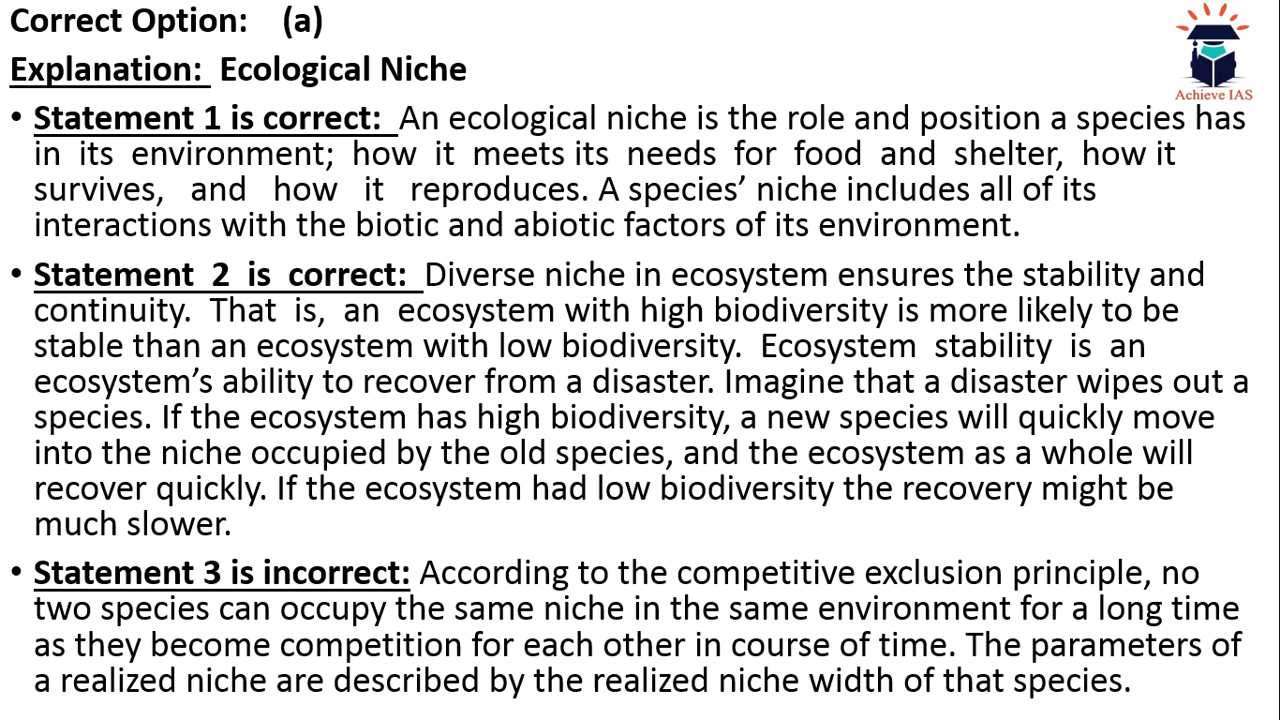 Correct Option: (a)
Achieve IAS
Explanation: Ecological Niche
• Statement 1 is correct: An ecological niche is the role and position a species has
in its environment; how it meets its needs for food and shelter, how it
survives, and how it reproduces. A species’ niche includes all of its
interactions with the biotic and abiotic factors of its environment.
• Statement 2 is correct: Diverse niche in ecosystem ensures the stability and
continuity. That is, an ecosystem with high biodiversity is more likely to be
stable than an ecosystem with low biodiversity. Ecosystem stability is an
ecosystem’s ability to recover from a disaster. Imagine that a disaster wipes out a
species. If the ecosystem has high biodiversity, a new species will quickly move
into the niche occupied by the old species, and the ecosystem as a whole will
recover quickly. If the ecosystem had low biodiversity the recovery might be
much slower.
• Statement 3 is incorrect: According to the competitive exclusion principle, no
two species can occupy the same niche in the same environment for a long time
as they become competition for each other in course of time. The parameters of
a realized niche are described by the realized niche width of that species.